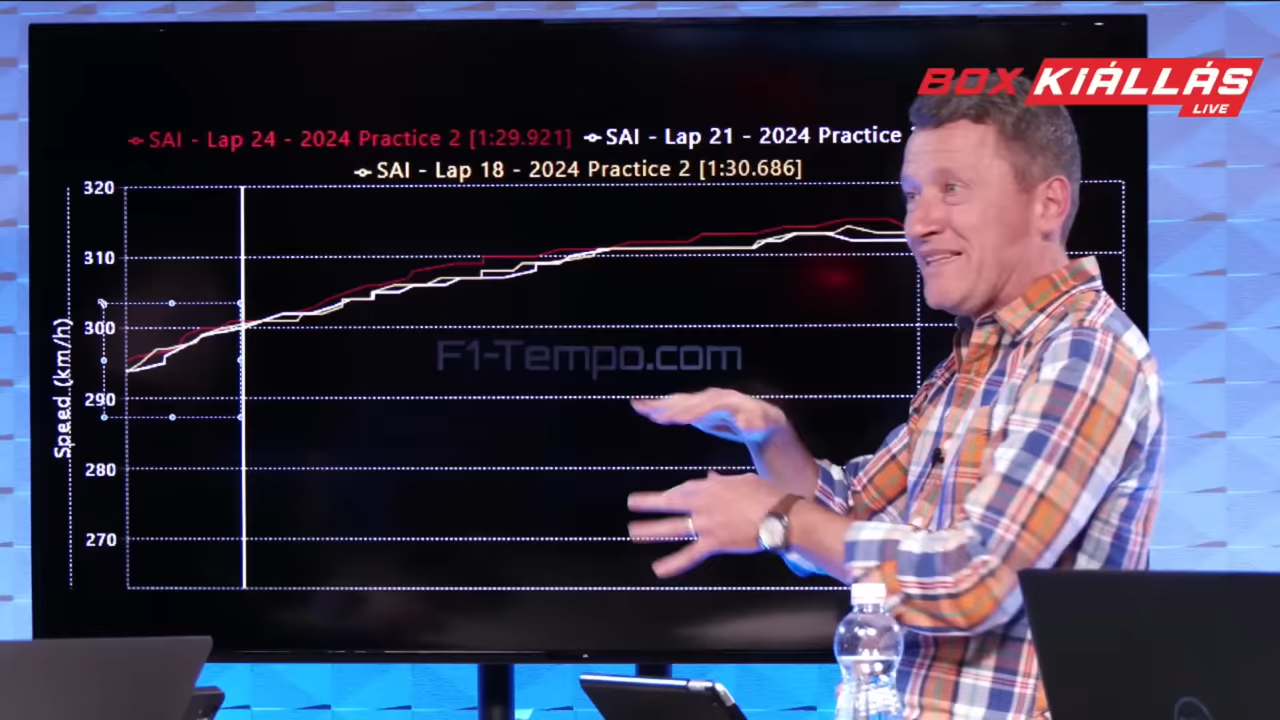 BOX KIÁLLÁS
LIVE
SAI - Lap 24 - 2024 Practice 2 [1:29.921] SAI - Lap 21 - 2024 Practice
SAI - Lap 18 - 2024 Practice 2 [1:30.686]
320
310
300
290
280
270
Speed (km/h)
F1-Tempo.com